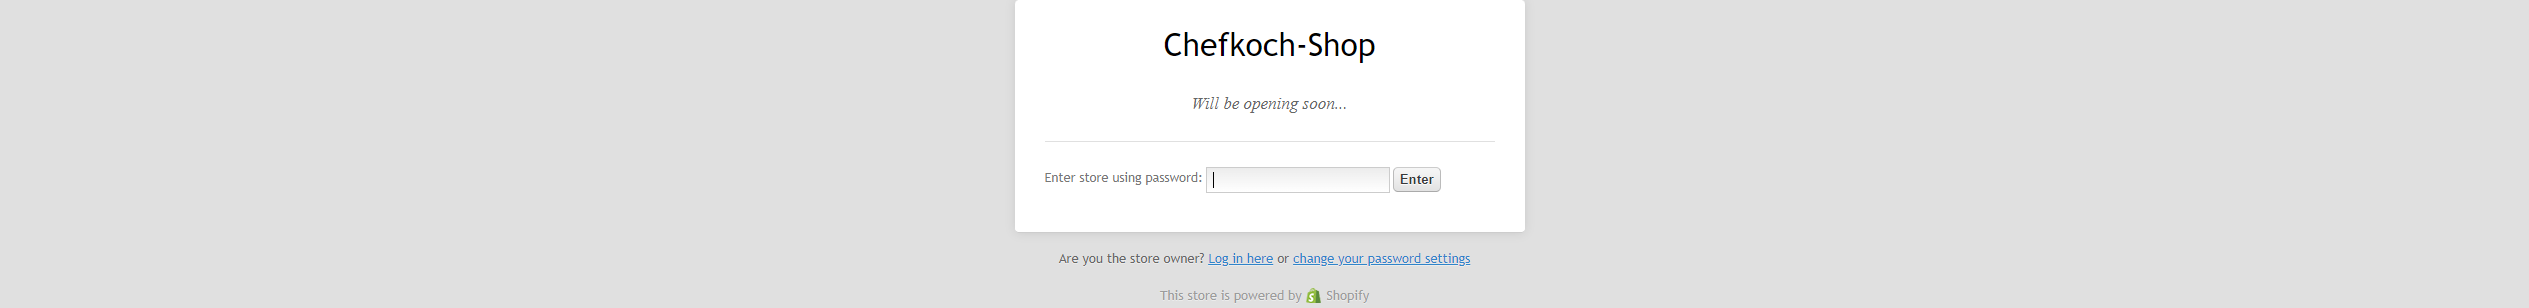 Chefkoch-Shop
Will be opening soon...
Enter store using password: Enter
Are you the store owner? Log in here or change your password settings
This store is powered by Shopify